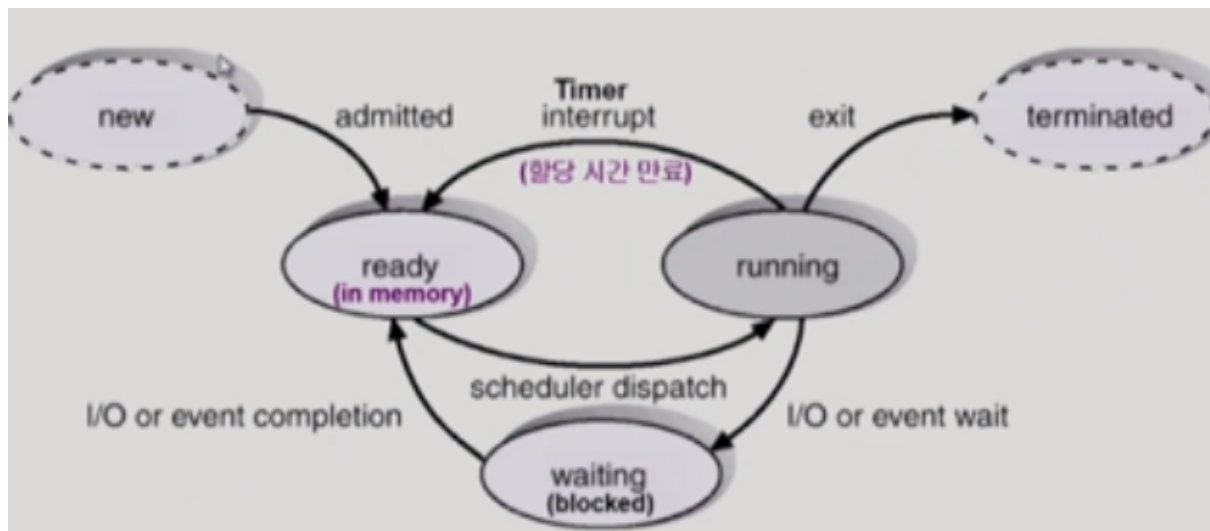 new
admitted
Timer
interrupt
(할당 시간 만료)
exit
terminated
ready
(in memory)
running
scheduler dispatch
I/O or event completion
I/O or event wait
waiting
(blocked)